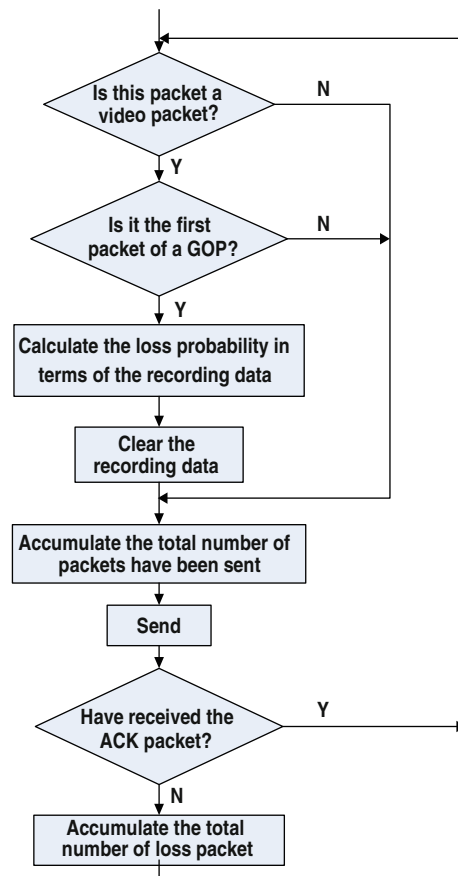 Is this packet a
video packet?
N
Y
Is it the first
packet of a GOP?
N
Y
Calculate the loss probability in
terms of the recording data
Clear the
recording data
Accumulate the total number of
packets have been sent
Send
Have received the
ACK packet?
Y
N
Accumulate the total
number of loss packet